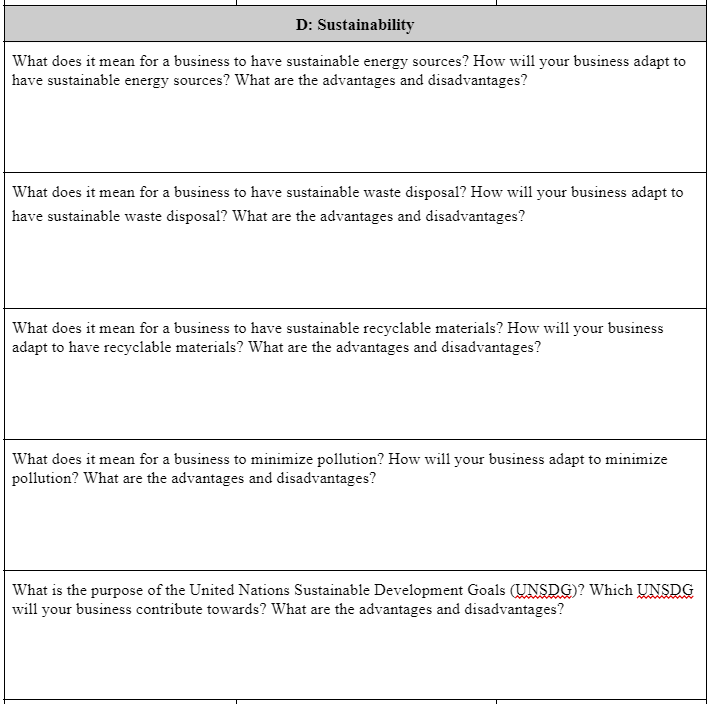 D: Sustainability
What does it mean for a business to have sustainable energy sources? How will your business adapt to
have sustainable energy sources? What are the advantages and disadvantages?
What does it mean for a business to have sustainable waste disposal? How will your business adapt to
have sustainable waste disposal? What are the advantages and disadvantages?
What does it mean for a business to have sustainable recyclable materials? How will your business
adapt to have recyclable materials? What are the advantages and disadvantages?
What does it mean for a business to minimize pollution? How will your business adapt to minimize
pollution? What are the advantages and disadvantages?
What is the purpose of the United Nations Sustainable Development Goals (UNSDG)? Which UNSDG
will your business contribute towards? What are the advantages and disadvantages?